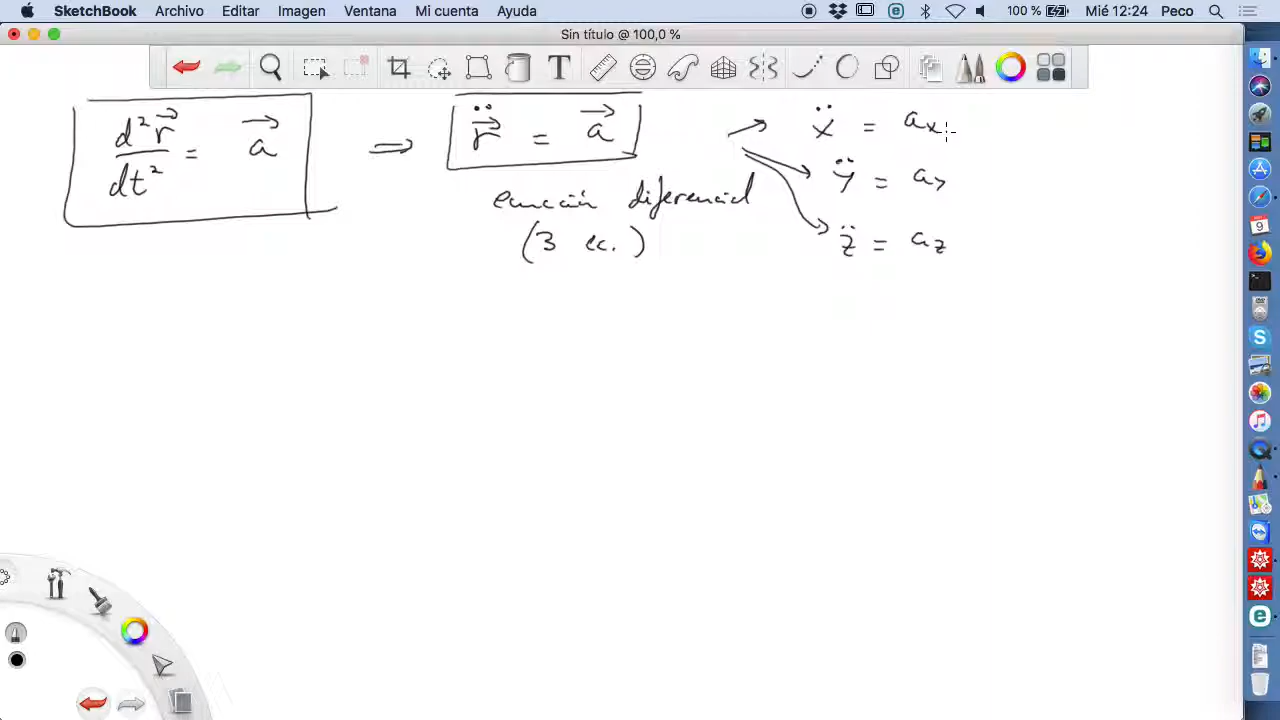 SketchBook Archivo Editar Imagen Ventana Mi cuenta Ayuda 100 % Mié 12:24 Peco
Sin título @ 100,0 %
d²r⃗/dt² = a⃗ ⇒ r̈⃗ = a⃗
ecuación diferencial
(3 ec.)
ẍ = aₓ
ÿ = a_y
z̈ = a_z